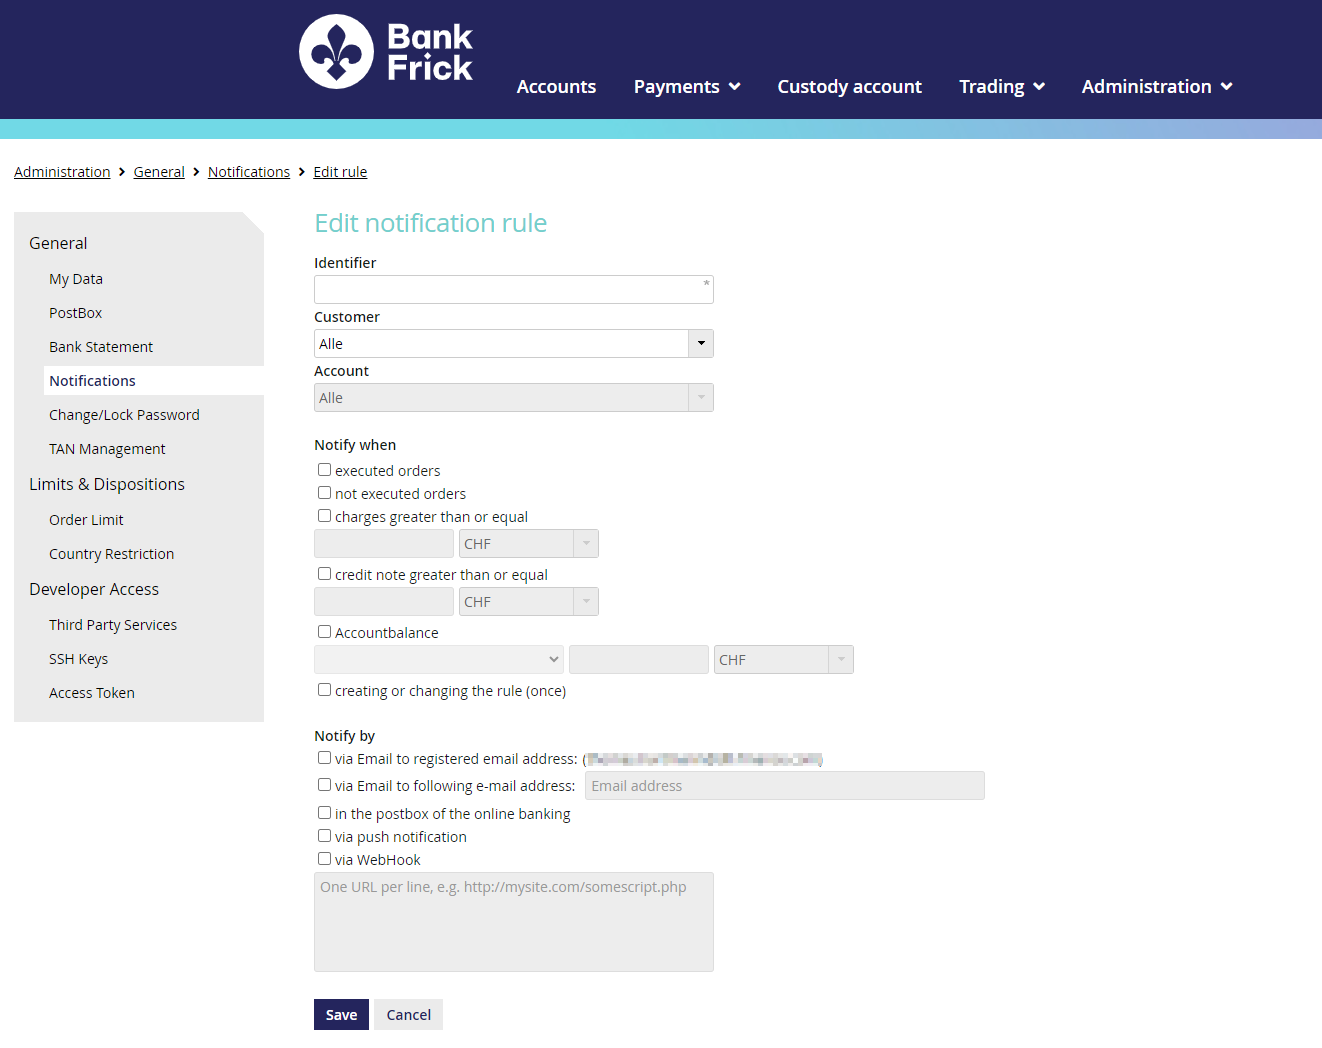 Bank
Frick
Accounts Payments Custody account Trading Administration
Administration General Notifications Edit rule
General
My Data
PostBox
Bank Statement
Notifications
Change/Lock Password
TAN Management
Limits & Dispositions
Order Limit
Country Restriction
Developer Access
Third Party Services
SSH Keys
Access Token
Edit notification rule
Identifier
*
Customer
Alle
Account
Alle
Notify when
executed orders
not executed orders
charges greater than or equal
CHF
credit note greater than or equal
CHF
Accountbalance
CHF
creating or changing the rule (once)
Notify by
via Email to registered email address: (
via Email to following e-mail address: Email address
in the postbox of the online banking
via push notification
via WebHook
One URL per line, e.g. http://mysite.com/somescript.php
Save Cancel